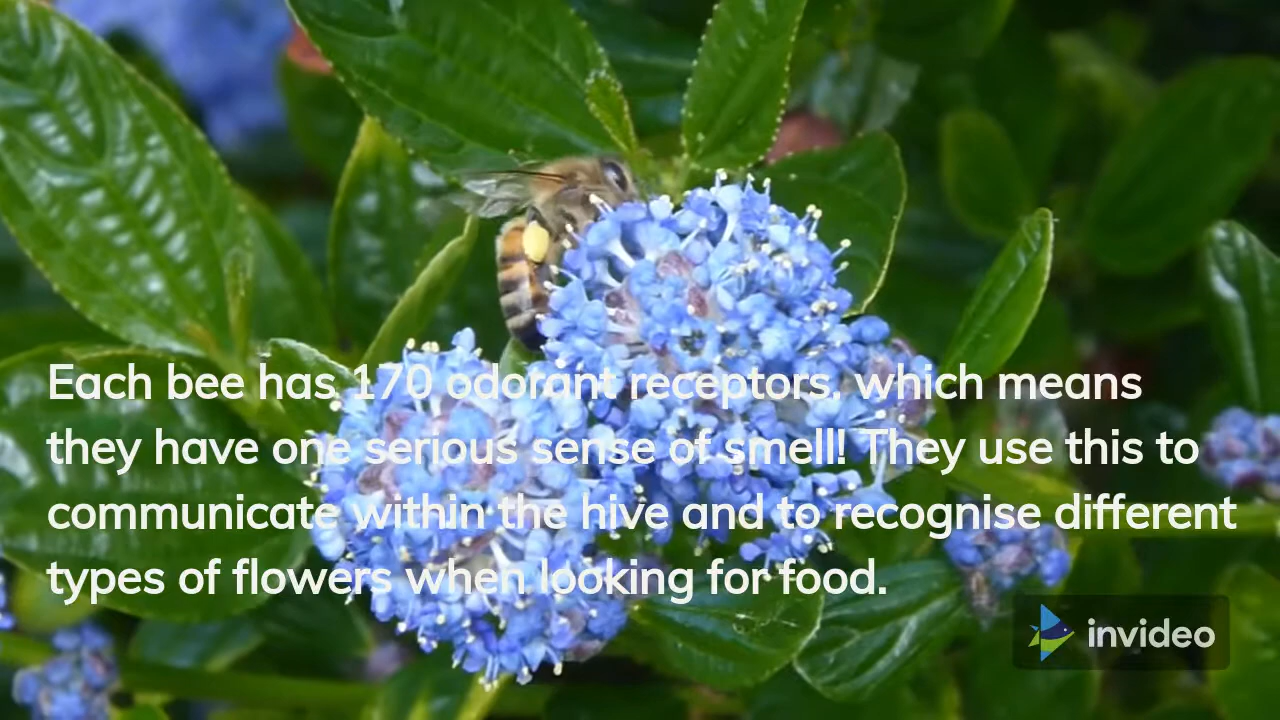 Each bee has 170 odorant receptors, which means
they have one serious sense of smell! They use this to
communicate within the hive and to recognise different
types of flowers when looking for food.
invideo